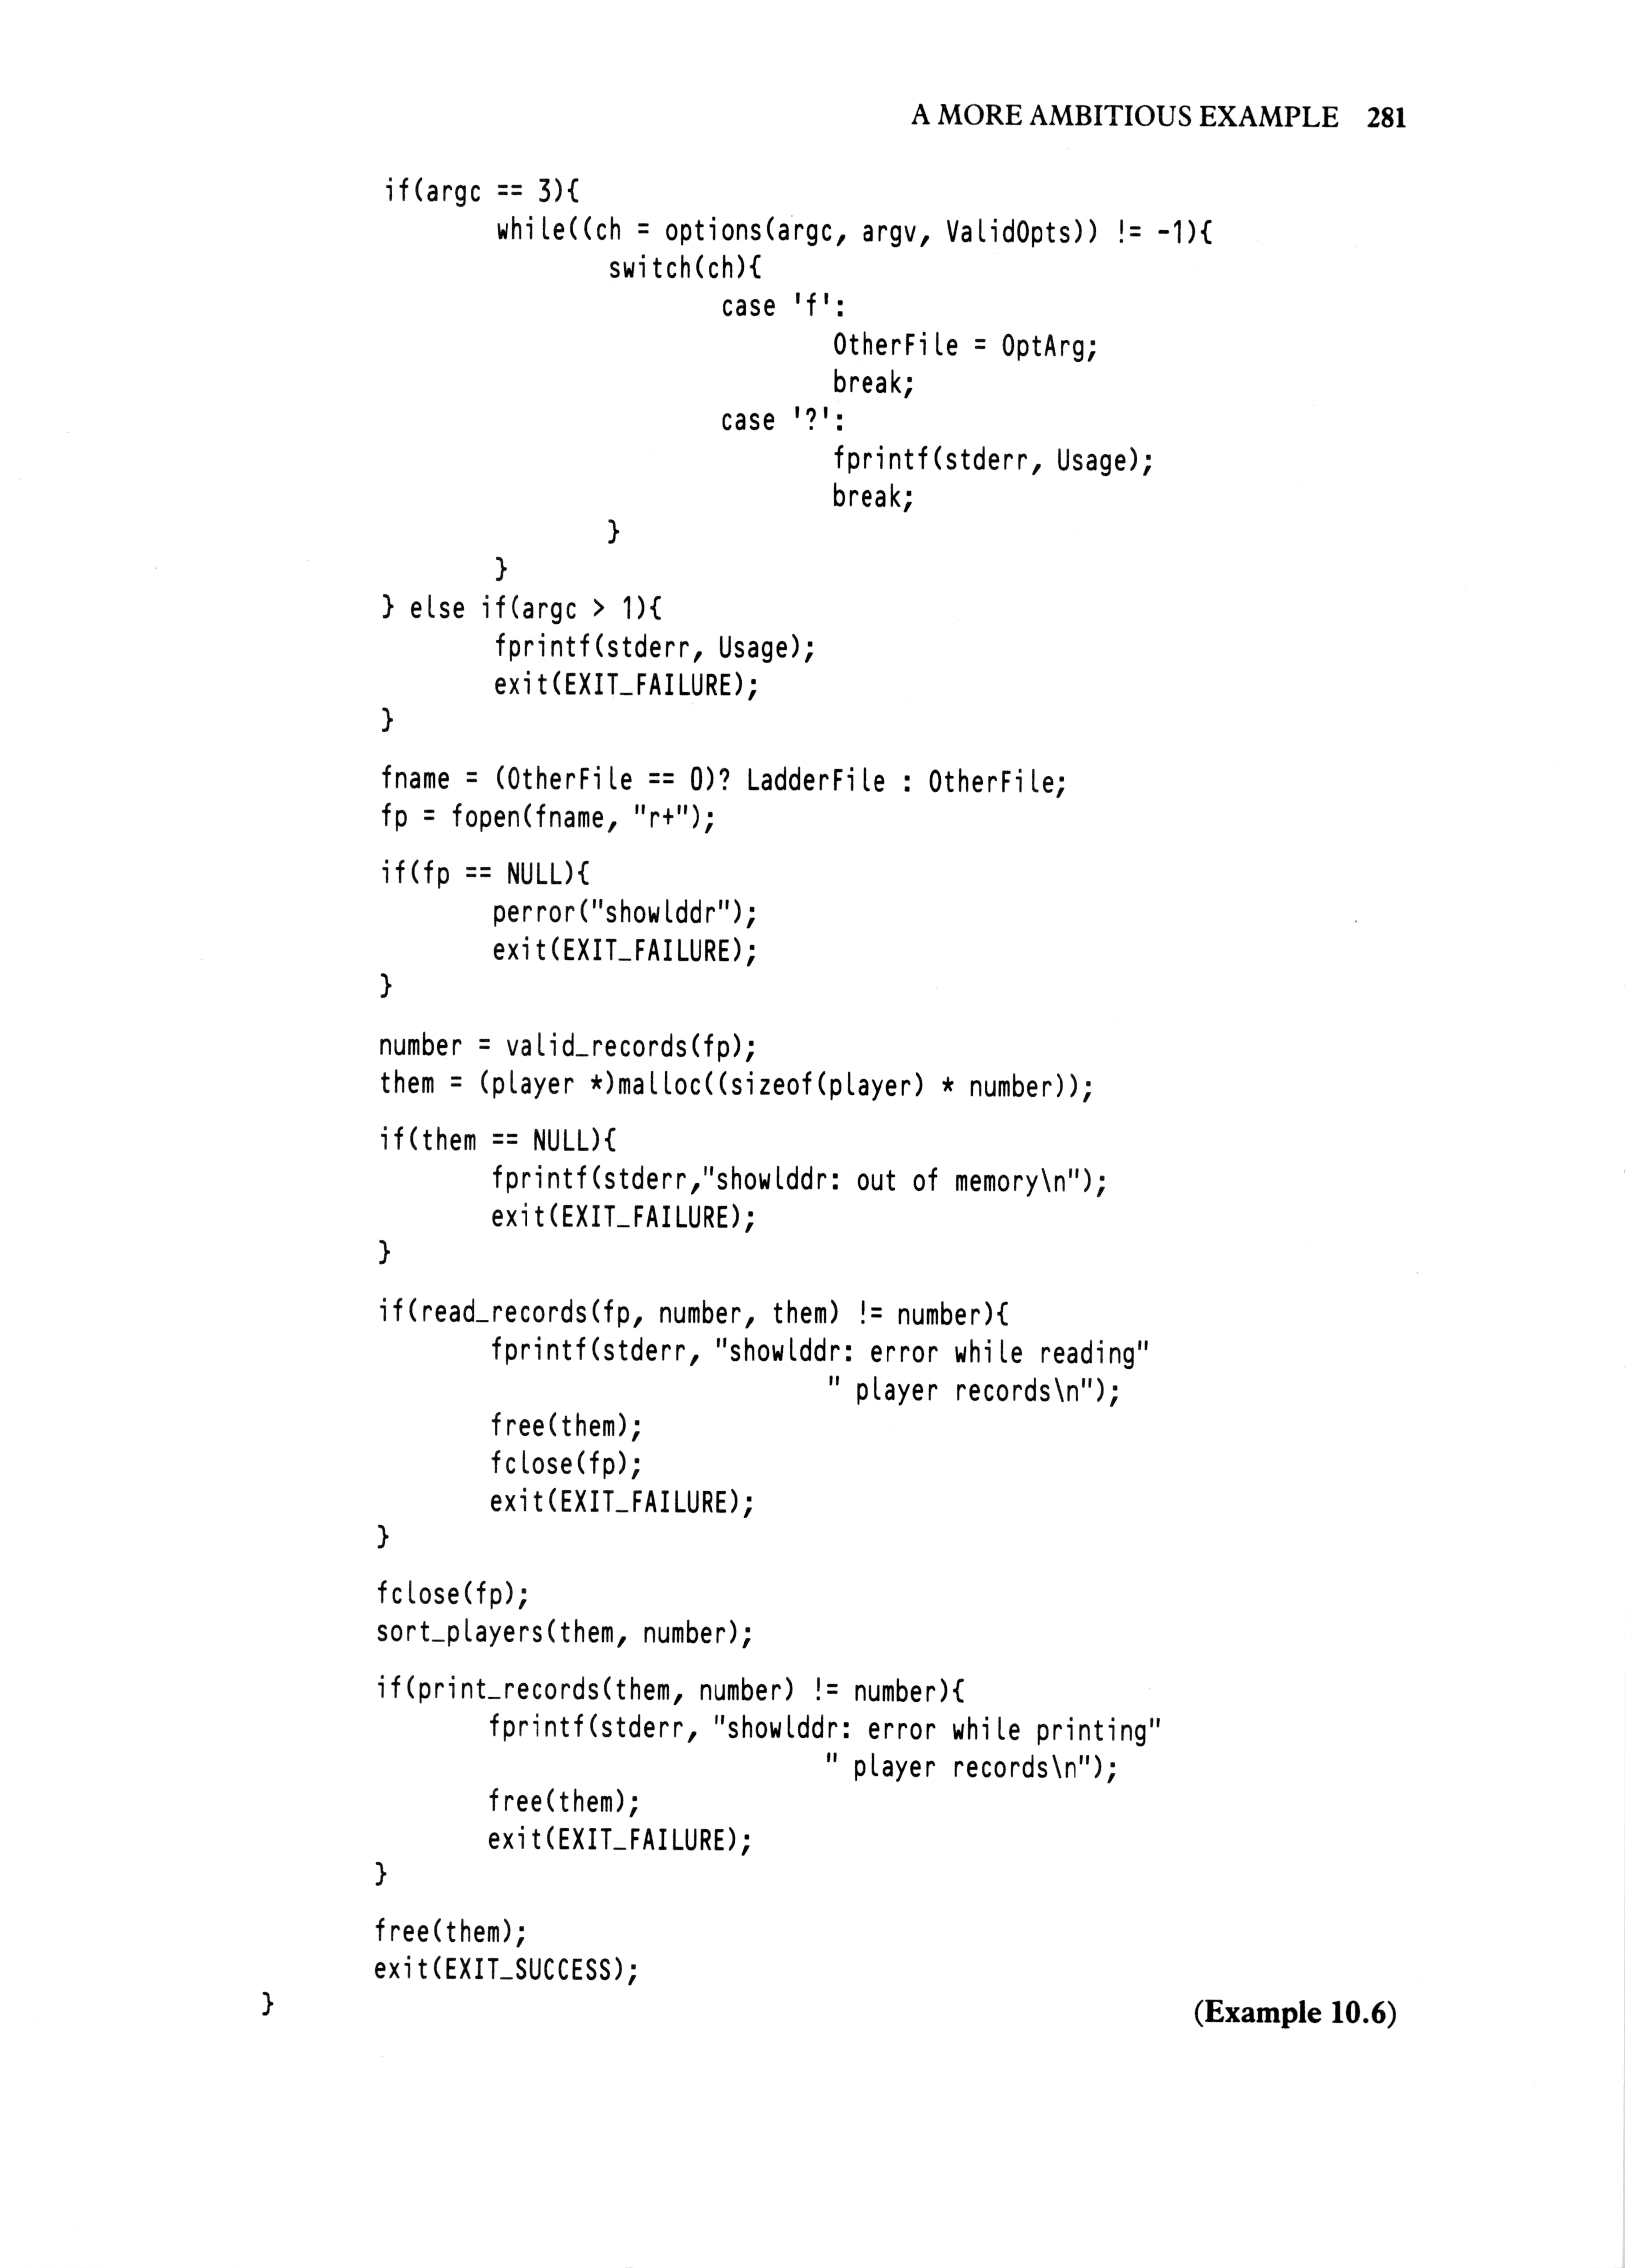 A MORE AMBITIOUS EXAMPLE 281
if(argc == 3){
while((ch = options(argc, argv, ValidOpts)) != -1){
switch(ch){
case 'f':
OtherFile = OptArg;
break;
case '?':
fprintf(stderr, Usage);
break;
}
}
} else if(argc > 1){
fprintf(stderr, Usage);
exit(EXIT_FAILURE);
}
fname = (OtherFile == 0)? LadderFile : OtherFile;
fp = fopen(fname, "r+");
if(fp == NULL){
perror("showlddr");
exit(EXIT_FAILURE);
}
number = valid_records(fp);
them = (player *)malloc((sizeof(player) * number));
if(them == NULL){
fprintf(stderr,"showlddr: out of memory\n");
exit(EXIT_FAILURE);
}
if(read_records(fp, number, them) != number){
fprintf(stderr, "showlddr: error while reading"
" player records\n");
free(them);
fclose(fp);
exit(EXIT_FAILURE);
}
fclose(fp);
sort_players(them, number);
if(print_records(them, number) != number){
fprintf(stderr, "showlddr: error while printing"
" player records\n");
free(them);
exit(EXIT_FAILURE);
}
free(them);
exit(EXIT_SUCCESS);
}
(Example 10.6)